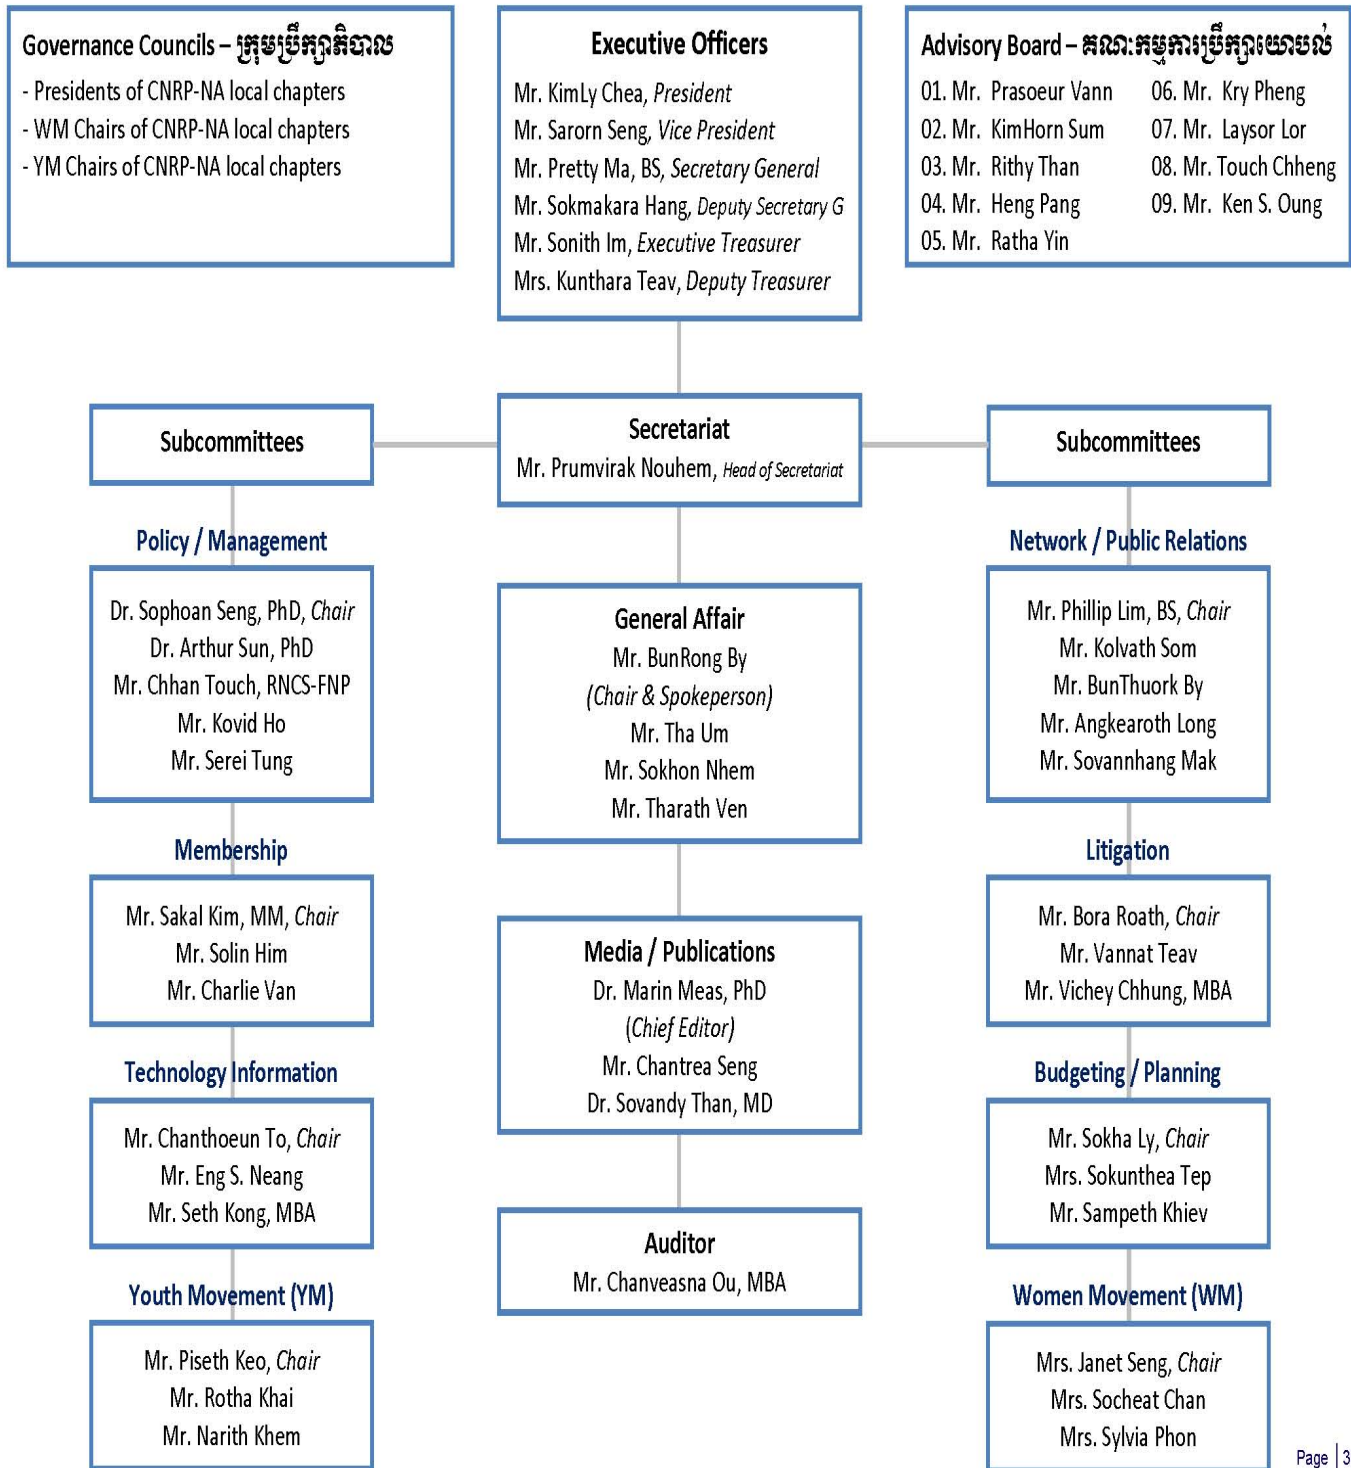 Governance Councils – ក្រុមប្រឹក្សាភិបាល
- Presidents of CNRP-NA local chapters
- WM Chairs of CNRP-NA local chapters
- YM Chairs of CNRP-NA local chapters
Executive Officers
Mr. KimLy Chea, President
Mr. Sarorn Seng, Vice President
Mr. Pretty Ma, BS, Secretary General
Mr. Sokmakara Hang, Deputy Secretary G
Mr. Sonith Im, Executive Treasurer
Mrs. Kunthara Teav, Deputy Treasurer
Advisory Board – គណៈកម្មការប្រឹក្សាយោបល់
01. Mr. Prasoeur Vann
02. Mr. KimHorn Sum
03. Mr. Rithy Than
04. Mr. Heng Pang
05. Mr. Ratha Yin
06. Mr. Kry Pheng
07. Mr. Laysor Lor
08. Mr. Touch Chheng
09. Mr. Ken S. Oung
Subcommittees
Secretariat
Mr. Prumvirak Nouhem, Head of Secretariat
Subcommittees
Policy / Management
Dr. Sophoan Seng, PhD, Chair
Dr. Arthur Sun, PhD
Mr. Chhan Touch, RNCS-FNP
Mr. Kovid Ho
Mr. Serei Tung
Membership
Mr. Sakal Kim, MM, Chair
Mr. Solin Him
Mr. Charlie Van
Technology Information
Mr. Chanthoeun To, Chair
Mr. Eng S. Neang
Mr. Seth Kong, MBA
Youth Movement (YM)
Mr. Piseth Keo, Chair
Mr. Rotha Khai
Mr. Narith Khem
General Affair
Mr. BunRong By
(Chair & Spokeperson)
Mr. Tha Um
Mr. Sokhon Nhem
Mr. Tharath Ven
Media / Publications
Dr. Marin Meas, PhD
(Chief Editor)
Mr. Chantrea Seng
Dr. Sovandy Than, MD
Auditor
Mr. Chanveasna Ou, MBA
Network / Public Relations
Mr. Phillip Lim, BS, Chair
Mr. Kolvath Som
Mr. BunThuork By
Mr. Angkearoth Long
Mr. Sovannhang Mak
Litigation
Mr. Bora Roath, Chair
Mr. Vannat Teav
Mr. Vichey Chhung, MBA
Budgeting / Planning
Mr. Sokha Ly, Chair
Mrs. Sokunthea Tep
Mr. Sampeth Khiev
Women Movement (WM)
Mrs. Janet Seng, Chair
Mrs. Socheat Chan
Mrs. Sylvia Phon
Page | 3